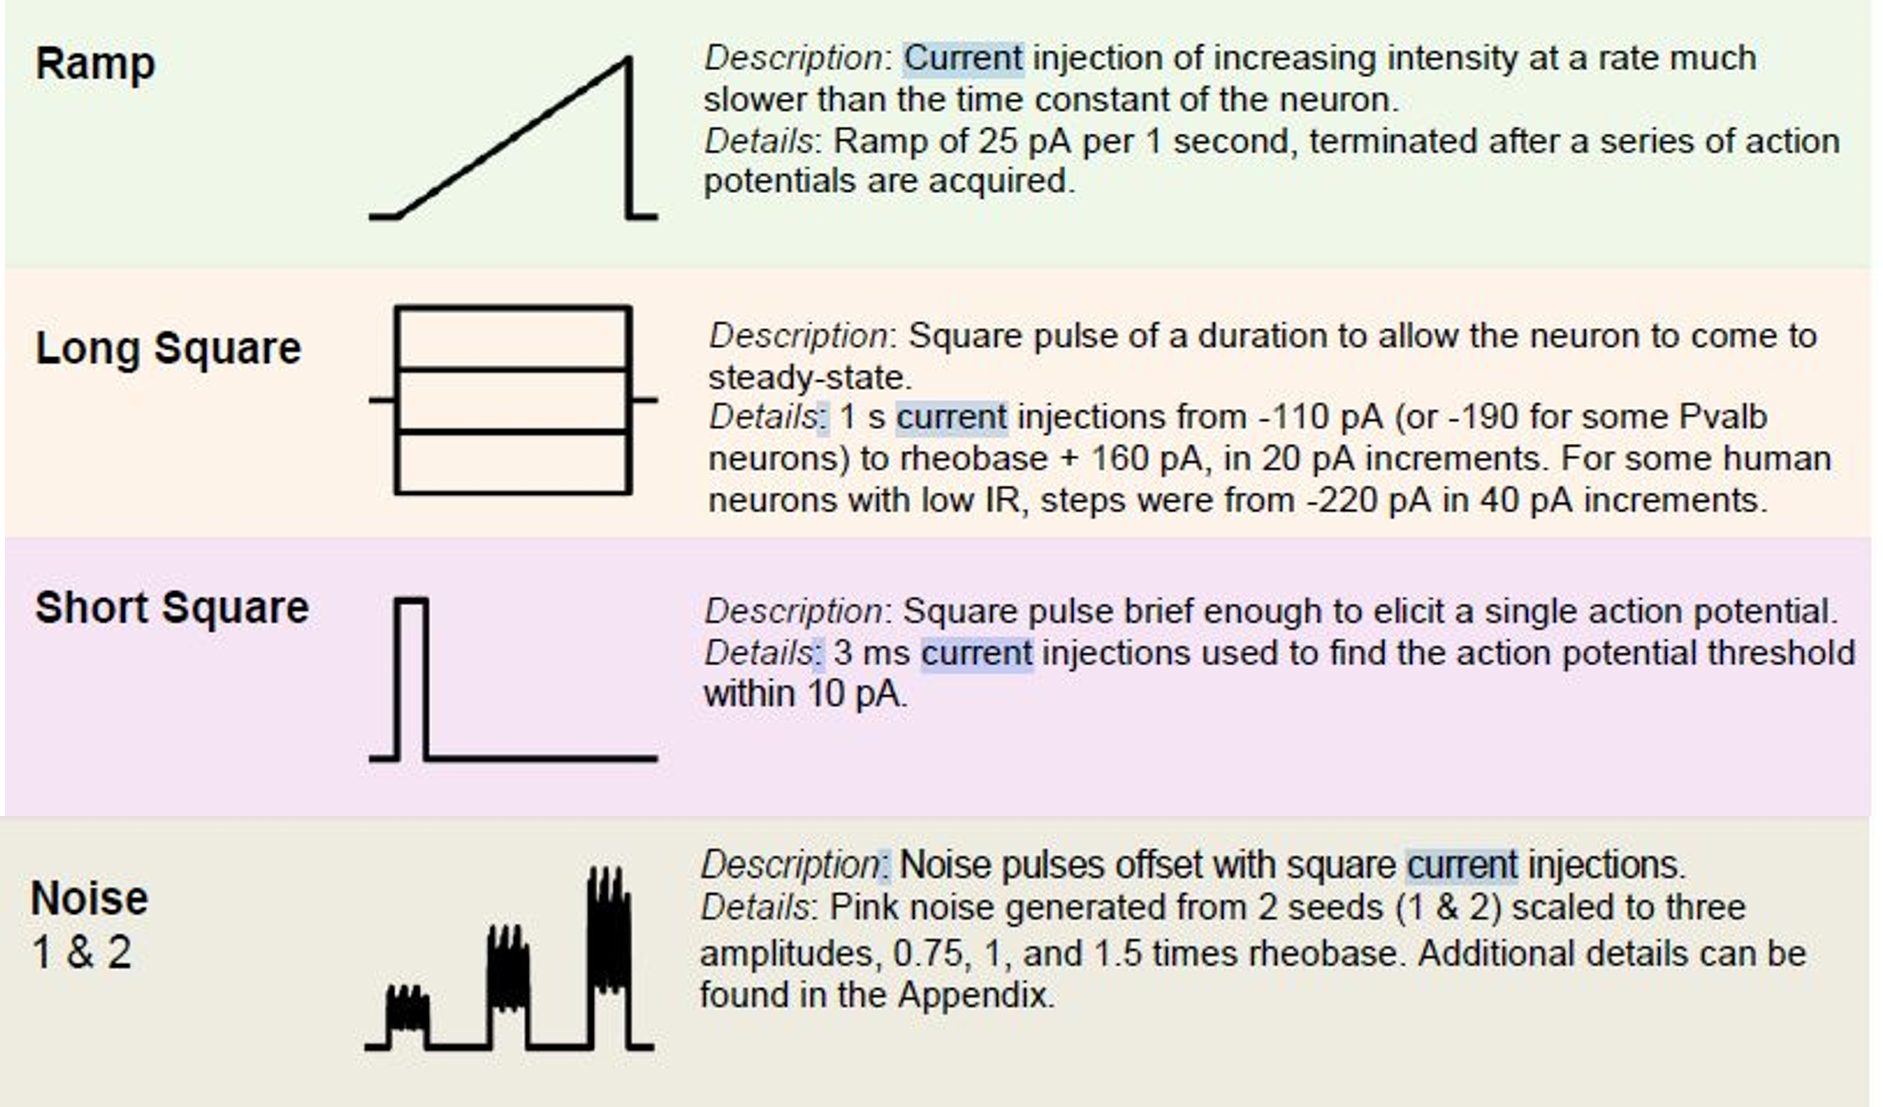 Ramp
Description: Current injection of increasing intensity at a rate much
slower than the time constant of the neuron.
Details: Ramp of 25 pA per 1 second, terminated after a series of action
potentials are acquired.
Long Square
Description: Square pulse of a duration to allow the neuron to come to
steady-state.
Details: 1 s current injections from -110 pA (or -190 for some Pvalb
neurons) to rheobase + 160 pA, in 20 pA increments. For some human
neurons with low IR, steps were from -220 pA in 40 pA increments.
Short Square
Description: Square pulse brief enough to elicit a single action potential.
Details: 3 ms current injections used to find the action potential threshold
within 10 pA.
Noise
1 & 2
Description: Noise pulses offset with square current injections.
Details: Pink noise generated from 2 seeds (1 & 2) scaled to three
amplitudes, 0.75, 1, and 1.5 times rheobase. Additional details can be
found in the Appendix.